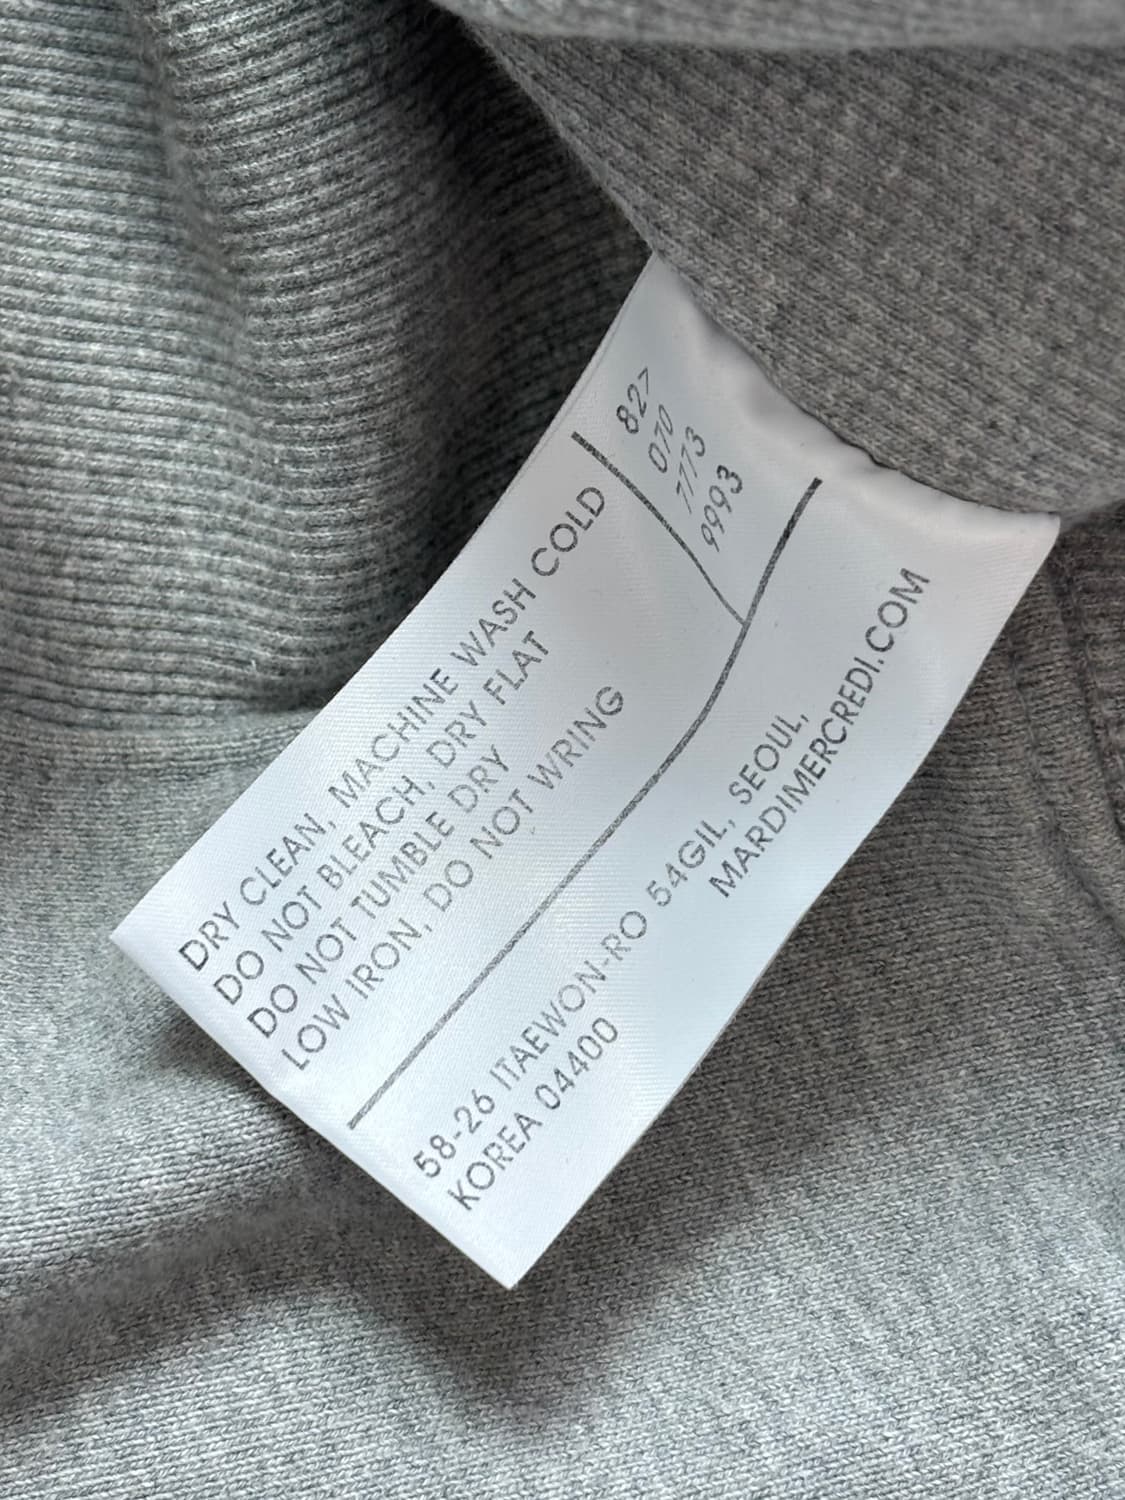 82>
070
7773
9993
DRY CLEAN, MACHINE WASH COLD
DO NOT BLEACH, DRY FLAT
DO NOT TUMBLE DRY
LOW IRON, DO NOT WRING
58-26 ITAEWON-RO 54GIL, SEOUL,
KOREA 04400
MARDIMERCREDI.COM